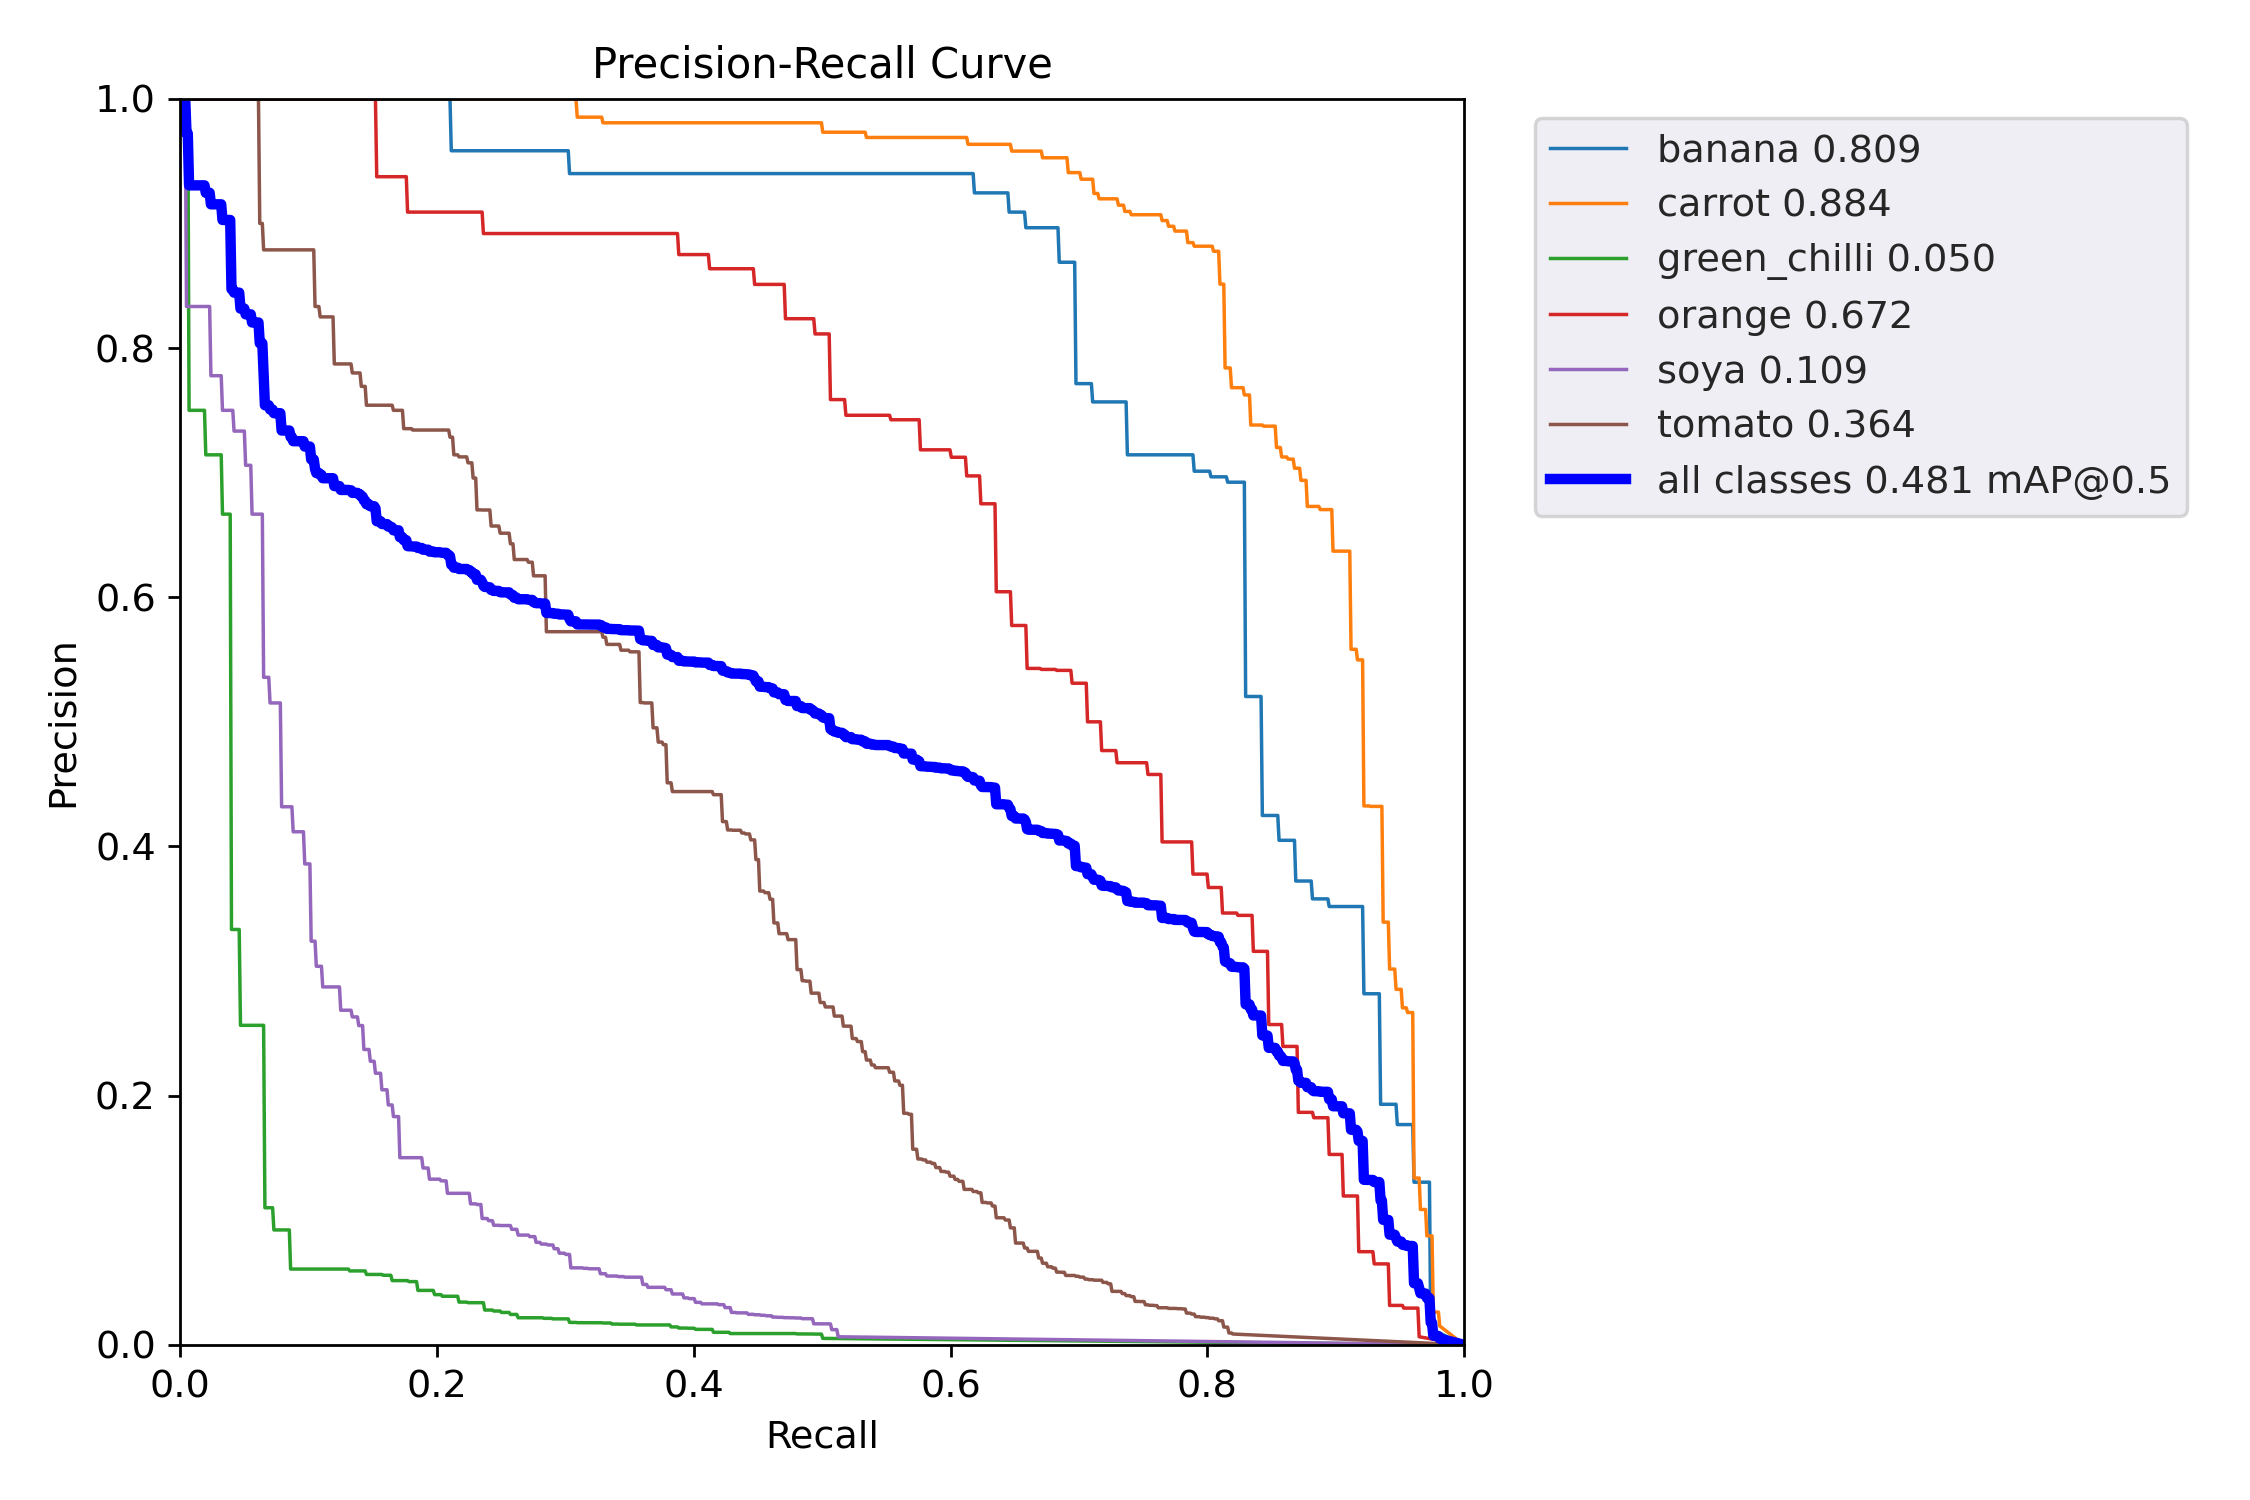 Precision-Recall Curve
1.0
0.8
0.6
0.4
0.2
0.0
Precision
0.0 0.2 0.4 0.6 0.8 1.0
Recall
banana 0.809
carrot 0.884
green_chilli 0.050
orange 0.672
soya 0.109
tomato 0.364
all classes 0.481 mAP@0.5